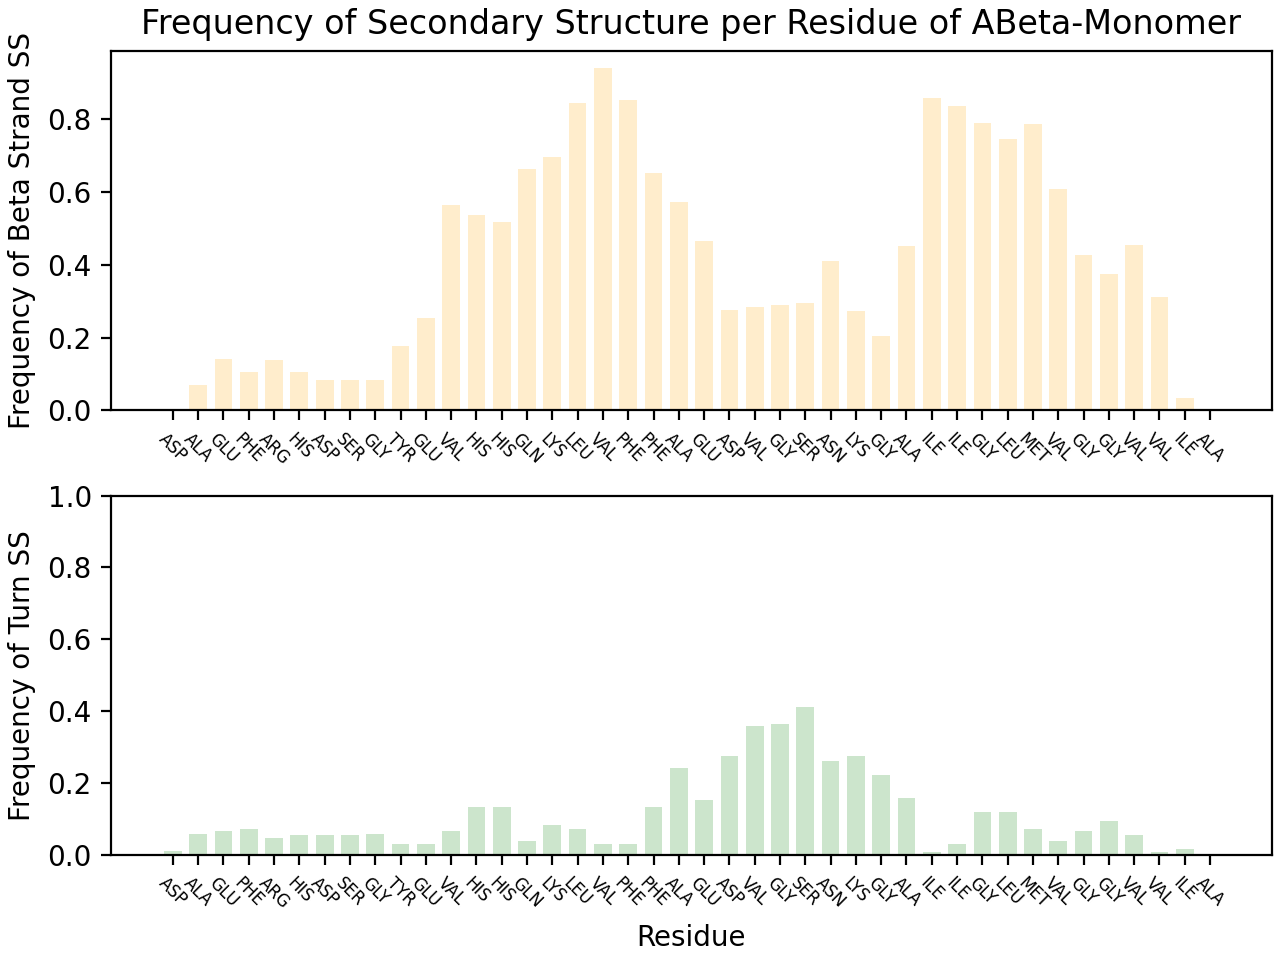 Frequency of Secondary Structure per Residue of ABeta-Monomer
Frequency of Beta Strand SS
0.8
0.6
0.4
0.2
0.0
ASP ALA GLU PHE ARG HIS ASP SER GLY TYR GLU VAL HIS HIS GLN LYS LEU VAL PHE PHE ALA GLU ASP VAL GLY SER ASN LYS GLY ALA ILE ILE GLY LEU MET VAL GLY GLY VAL VAL ILE ALA
Frequency of Turn SS
1.0
0.8
0.6
0.4
0.2
0.0
ASP ALA GLU PHE ARG HIS ASP SER GLY TYR GLU VAL HIS HIS GLN LYS LEU VAL PHE PHE ALA GLU ASP VAL GLY SER ASN LYS GLY ALA ILE ILE GLY LEU MET VAL GLY GLY VAL VAL ILE ALA
Residue